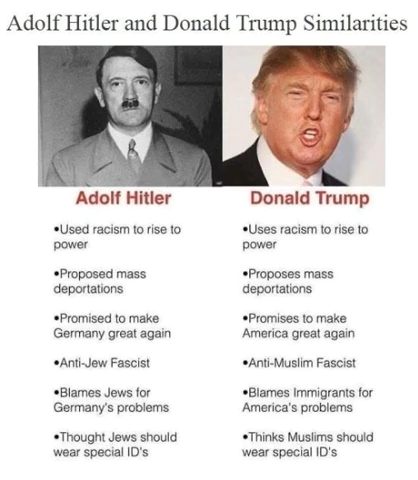 Adolf Hitler and Donald Trump Similarities
Adolf Hitler
•Used racism to rise to
power
•Proposed mass
deportations
•Promised to make
Germany great again
•Anti-Jew Fascist
•Blames Jews for
Germany's problems
•Thought Jews should
wear special ID's
Donald Trump
•Uses racism to rise to
power
•Proposes mass
deportations
•Promises to make
America great again
•Anti-Muslim Fascist
•Blames Immigrants for
America's problems
•Thinks Muslims should
wear special ID's